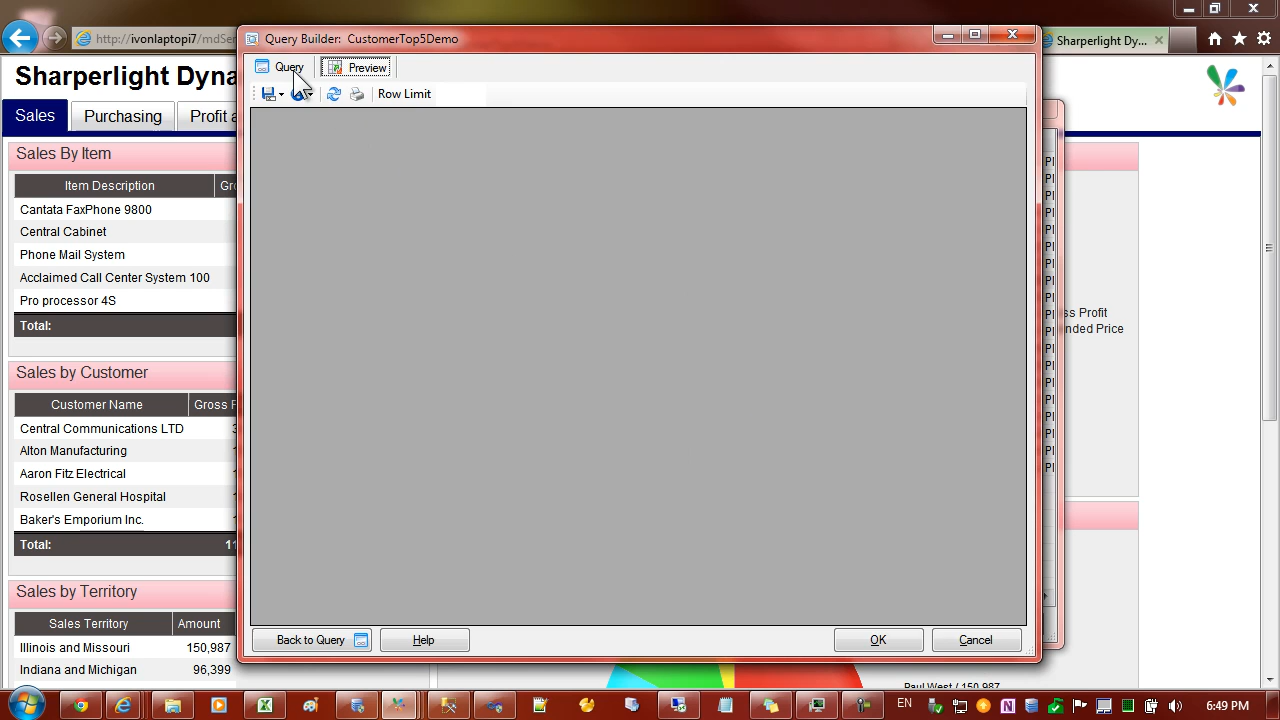 Query Builder: CustomerTop5Demo
http://ivonlaptopi7/mdSer
Sharperlight Dy...
Sharperlight Dyna
Query
Preview
Row Limit
Sales
Purchasing
Profit a
Sales By Item
Item Description
Gro
Cantata FaxPhone 9800
Central Cabinet
Phone Mail System
Acclaimed Call Center System 100
Pro processor 4S
Total:
ss Profit
nded Price
Sales by Customer
Customer Name
Gross P
Central Communications LTD
3
Alton Manufacturing
Aaron Fitz Electrical
Rosellen General Hospital
Baker's Emporium Inc.
Total:
11
Sales by Territory
Sales Territory
Amount
Illinois and Missouri
150,987
Indiana and Michigan
96,399
Back to Query
Help
OK
Cancel
Paul West / 150,987
EN
6:49 PM